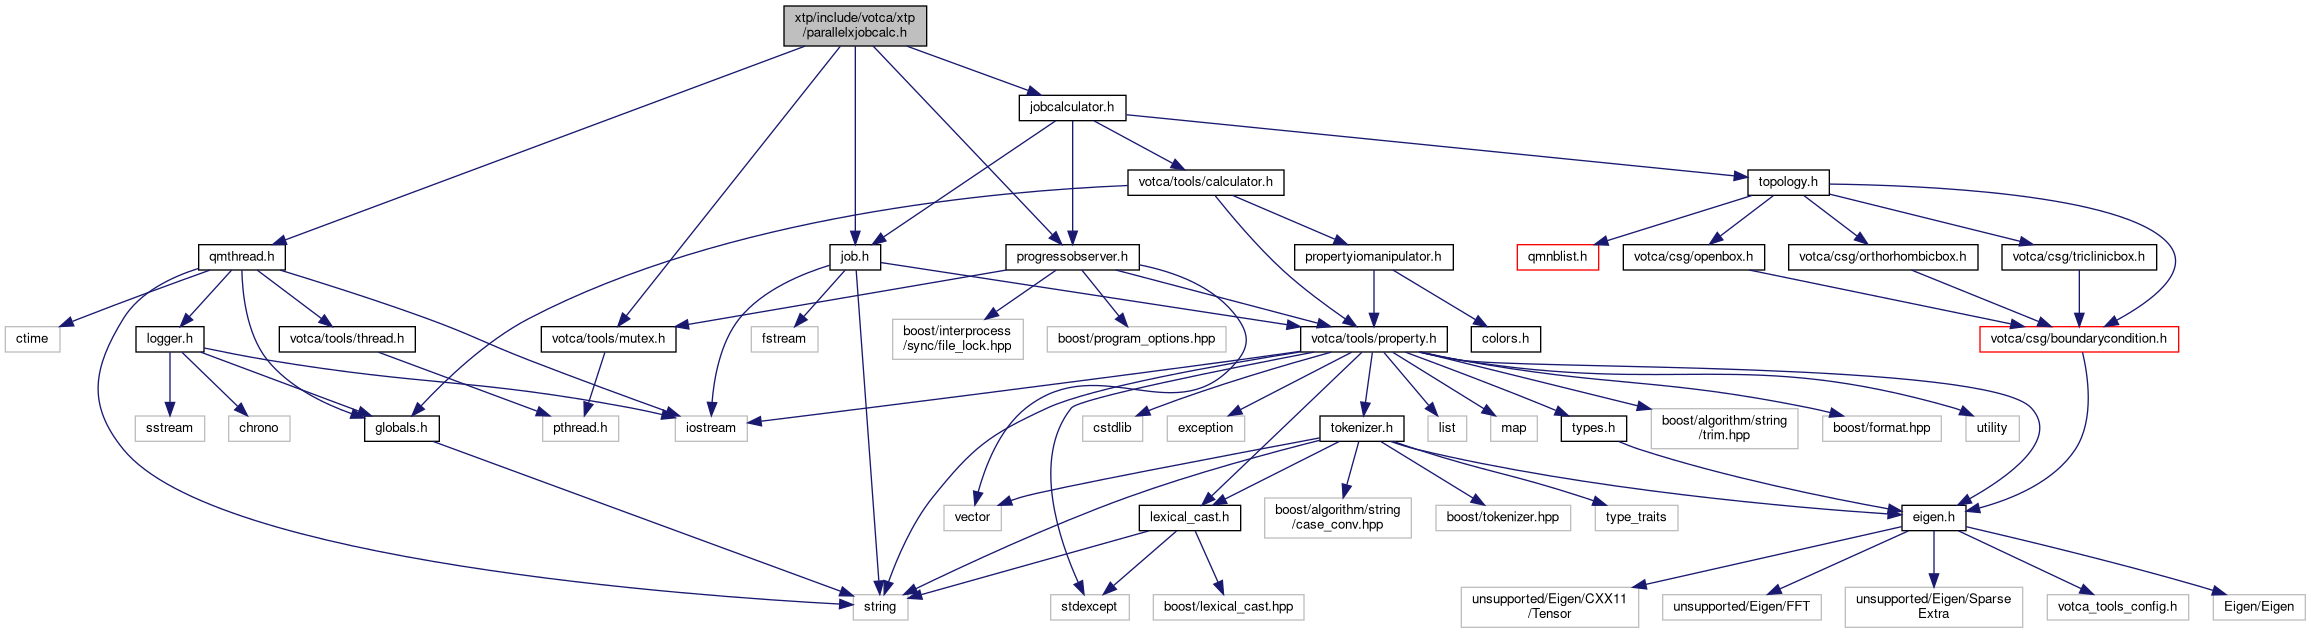 xtp/include/votca/xtp
/parallelxjobcalc.h
jobcalculator.h
votca/tools/calculator.h
topology.h
qmthread.h
job.h
progressobserver.h
propertyiomanipulator.h
qmnblist.h
votca/csg/openbox.h
votca/csg/orthorhombicbox.h
votca/csg/triclinicbox.h
ctime
logger.h
votca/tools/thread.h
votca/tools/mutex.h
fstream
boost/interprocess
/sync/file_lock.hpp
boost/program_options.hpp
votca/tools/property.h
colors.h
votca/csg/boundarycondition.h
sstream
chrono
globals.h
pthread.h
iostream
cstdlib
exception
tokenizer.h
list
map
types.h
boost/algorithm/string
/trim.hpp
boost/format.hpp
utility
vector
lexical_cast.h
boost/algorithm/string
/case_conv.hpp
boost/tokenizer.hpp
type_traits
eigen.h
string
stdexcept
boost/lexical_cast.hpp
unsupported/Eigen/CXX11
/Tensor
unsupported/Eigen/FFT
unsupported/Eigen/Sparse
Extra
votca_tools_config.h
Eigen/Eigen